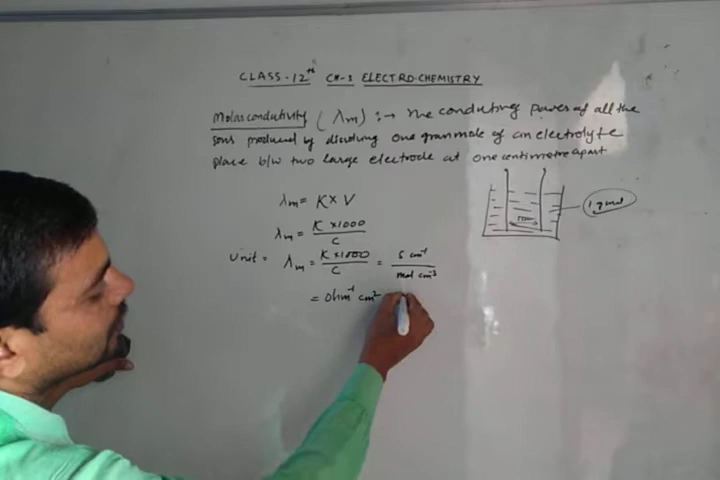 CLASS-12th CH-3 ELECTRO-CHEMISTRY
Molar conductivity (λm) :→ The conducting power of all the
ions produced by disolving one gram mole of an electrolyte
place b/w two large electrode at one centimetre apart
λm = K × V
λm = K × 1000 / C
1 gmol
Unit = λm = K × 1000 / C = S cm⁻¹ / mol cm⁻³
= Ohm⁻¹ cm²